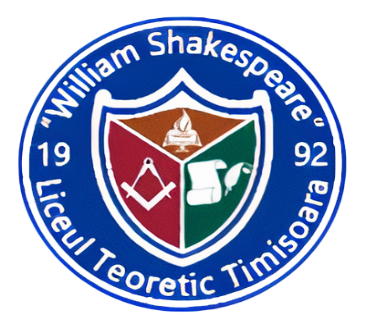 "William Shakespeare"
19 92
Liceul Teoretic Timisoara